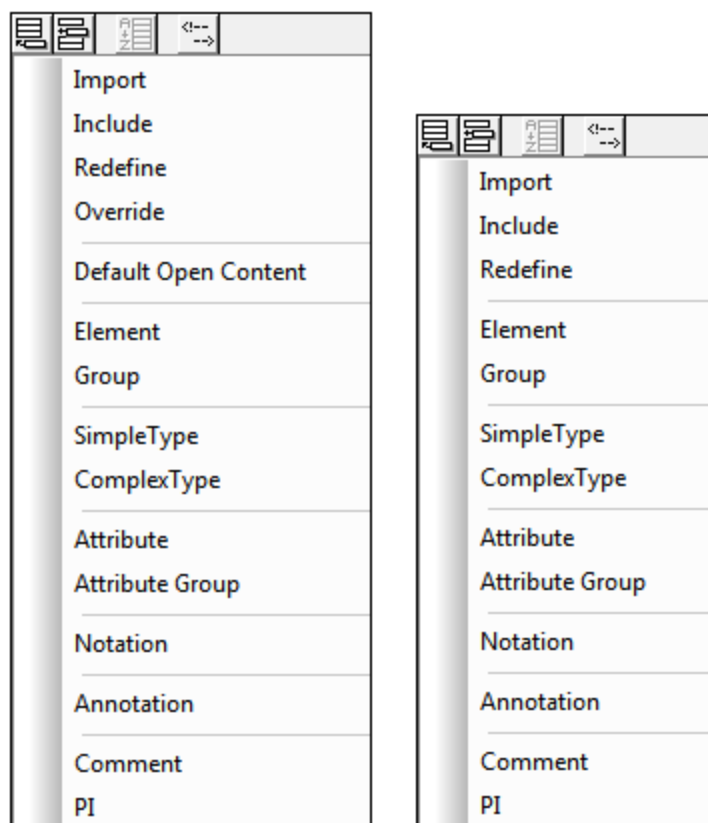 A
Z
<!--
-->
Import
Include
Redefine
Override
Default Open Content
Element
Group
SimpleType
ComplexType
Attribute
Attribute Group
Notation
Annotation
Comment
PI
A
Z
<!--
-->
Import
Include
Redefine
Element
Group
SimpleType
ComplexType
Attribute
Attribute Group
Notation
Annotation
Comment
PI